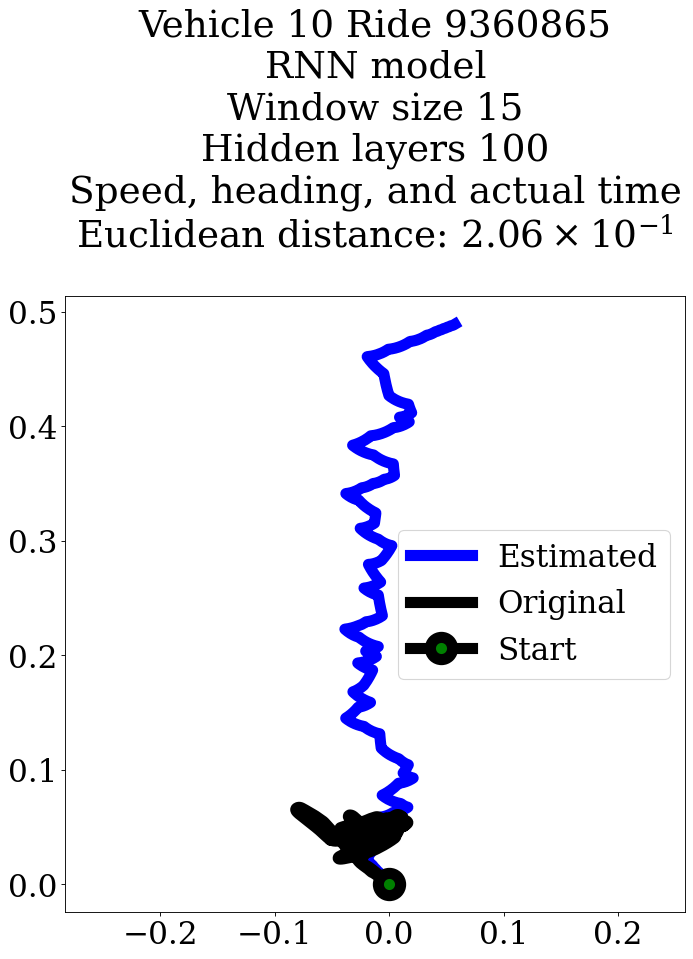 Vehicle 10 Ride 9360865
RNN model
Window size 15
Hidden layers 100
Speed, heading, and actual time
Euclidean distance: 2.06 × 10⁻¹
0.5
0.4
0.3
0.2
0.1
0.0
Estimated
Original
Start
−0.2 −0.1 0.0 0.1 0.2